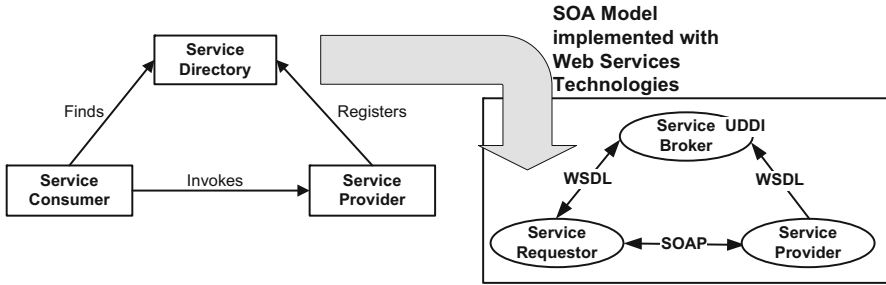 SOA Model
implemented with
Web Services
Technologies
Service
Directory
Finds
Registers
Service
Consumer
Invokes
Service
Provider
Service UDDI
Broker
WSDL
WSDL
Service
Requestor
SOAP
Service
Provider